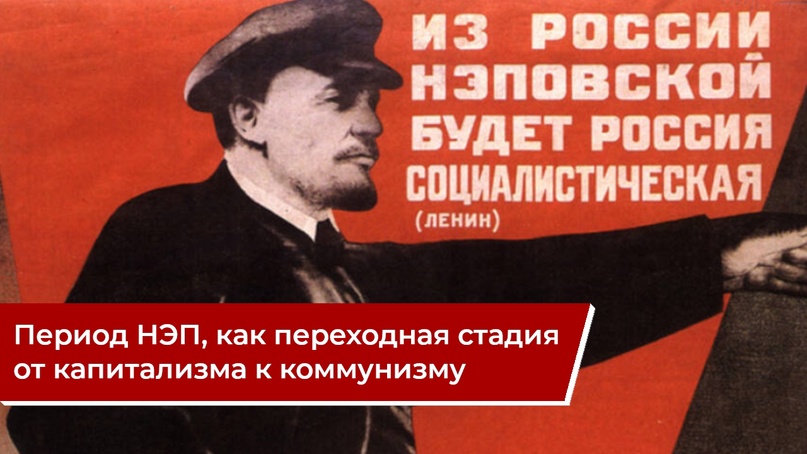 ИЗ РОССИИ
НЭПОВСКОЙ
БУДЕТ РОССИЯ
СОЦИАЛИСТИЧЕСКАЯ
(ЛЕНИН)
Период НЭП, как переходная стадия
от капитализма к коммунизму